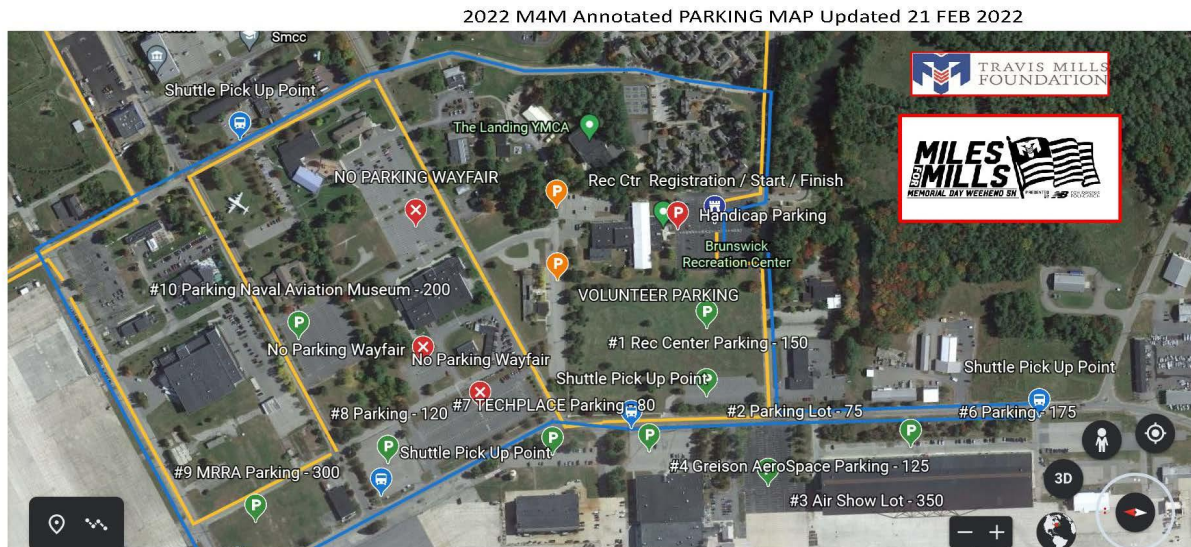 2022 M4M Annotated PARKING MAP Updated 21 FEB 2022
Smcc
TRAVIS MILLS
FOUNDATION
Shuttle Pick Up Point
The Landing YMCA
MILES
FOR
MILLS
MEMORIAL DAY WEEKEND 5K
PRESENTED
BY
NO PARKING WAYFAIR
Rec Ctr Registration / Start / Finish
Handicap Parking
Brunswick
Recreation Center
#10 Parking Naval Aviation Museum - 200
VOLUNTEER PARKING
No Parking Wayfair
No Parking Wayfair
#1 Rec Center Parking - 150
Shuttle Pick Up Point
Shuttle Pick Up Point
#8 Parking - 120
#7 TECHPLACE Parking - 80
#2 Parking Lot - 75
#6 Parking - 175
Shuttle Pick Up Point
#9 MRRA Parking - 300
#4 Greison AeroSpace Parking - 125
#3 Air Show Lot - 350
3D